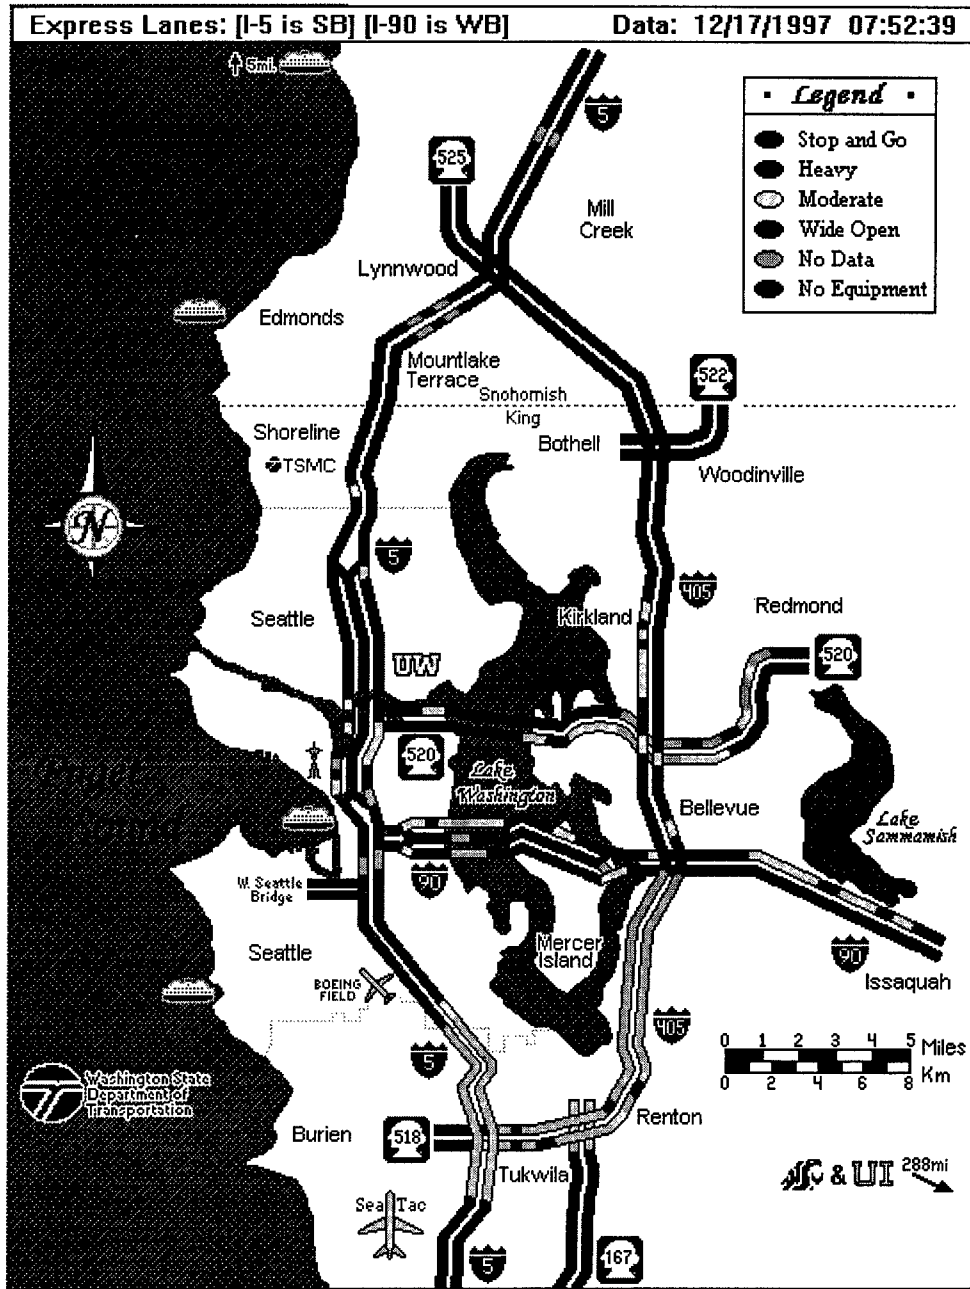 Express Lanes: [I-5 is SB] [I-90 is WB]
Data: 12/17/1997 07:52:39
5mi.
Legend
Stop and Go
Heavy
Moderate
Wide Open
No Data
No Equipment
5
525
Mill
Creek
Lynnwood
Edmonds
Mountlake
Terrace
Snohomish
King
522
Shoreline
TSMC
Bothell
Woodinville
N
5
405
Seattle
Kirkland
Redmond
UW
520
520
Lake
Washington
Bellevue
Lake
Sammamish
W. Seattle
Bridge
90
Seattle
Mercer
Island
90
Issaquah
BOEING
FIELD
405
5
0 1 2 3 4 5 Miles
0 2 4 6 8 Km
Washington State
Department of
Transportation
Renton
Burien
518
Tukwila
& UI 288mi
Sea Tac
5
167